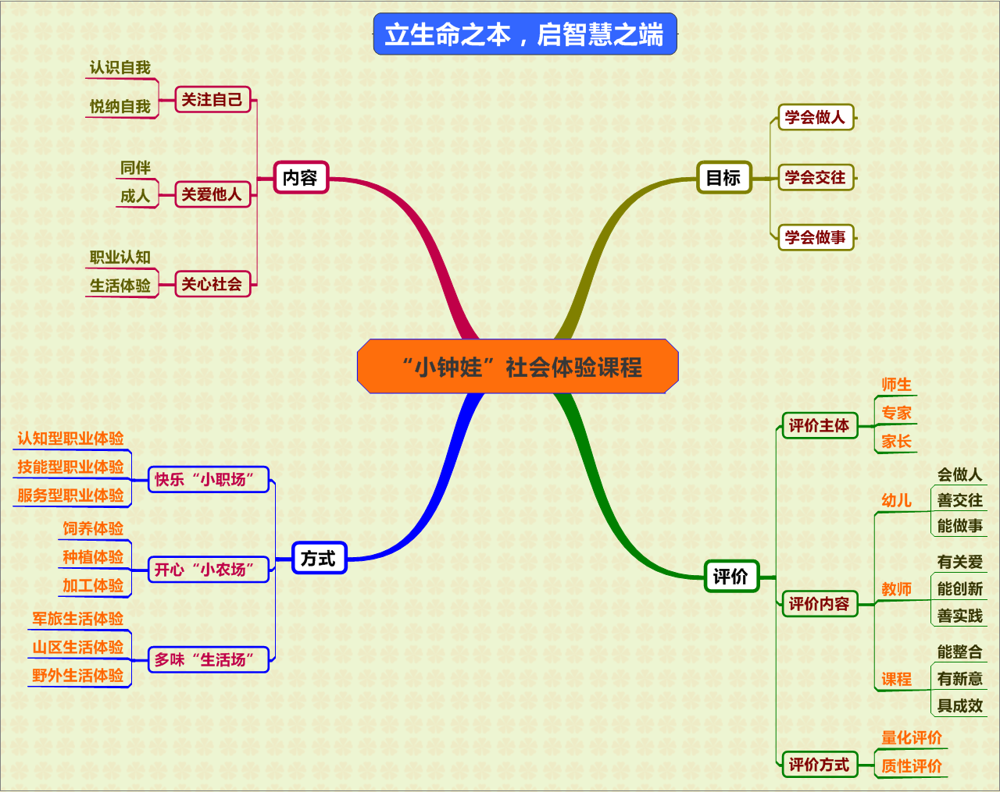 立生命之本，启智慧之端
“小钟娃”社会体验课程
内容
关注自己
认识自我
悦纳自我
关爱他人
同伴
成人
关心社会
职业认知
生活体验
目标
学会做人
学会交往
学会做事
方式
快乐“小职场”
认知型职业体验
技能型职业体验
服务型职业体验
开心“小农场”
饲养体验
种植体验
加工体验
多味“生活场”
军旅生活体验
山区生活体验
野外生活体验
评价
评价主体
师生
专家
家长
评价内容
幼儿
会做人
善交往
能做事
教师
有关爱
能创新
善实践
课程
能整合
有新意
具成效
评价方式
量化评价
质性评价